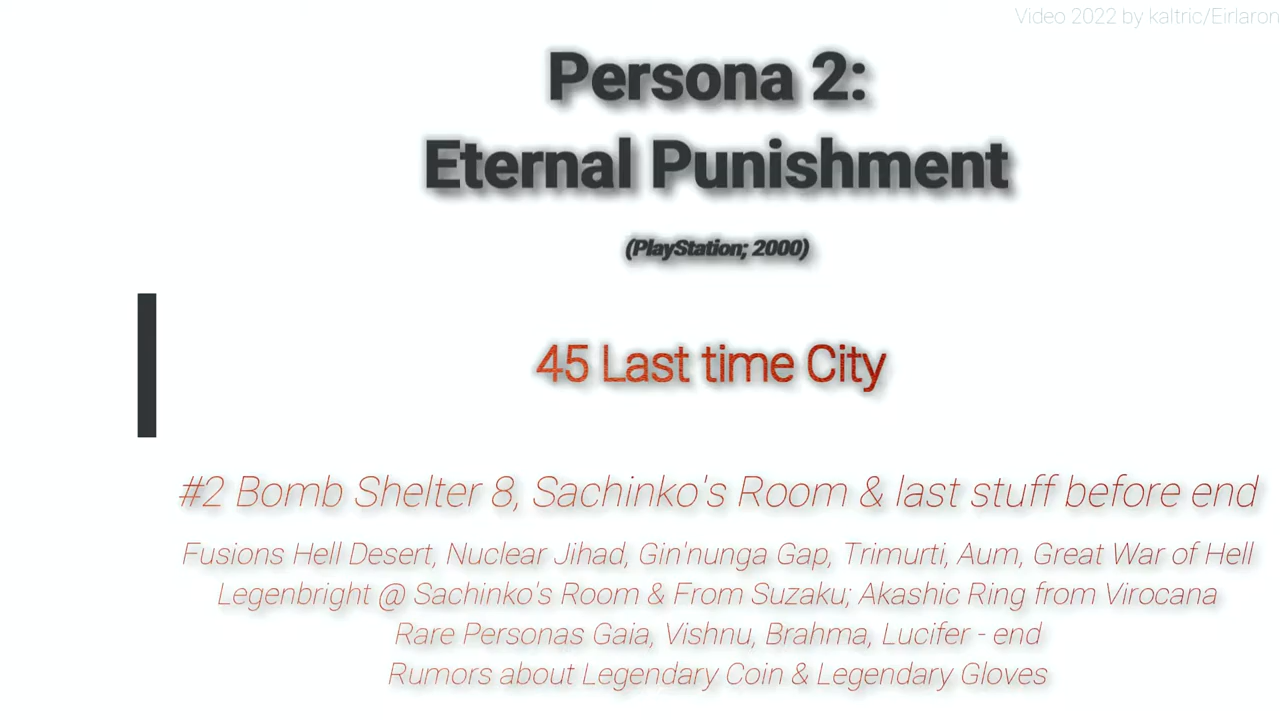 Video 2022 by kaltric/Eirlaron
Persona 2:
Eternal Punishment
(PlayStation; 2000)
45 Last time City
#2 Bomb Shelter 8, Sachinko's Room & last stuff before end
Fusions Hell Desert, Nuclear Jihad, Gin'nunga Gap, Trimurti, Aum, Great War of Hell
Legenbright @ Sachinko's Room & From Suzaku; Akashic Ring from Virocana
Rare Personas Gaia, Vishnu, Brahma, Lucifer - end
Rumors about Legendary Coin & Legendary Gloves